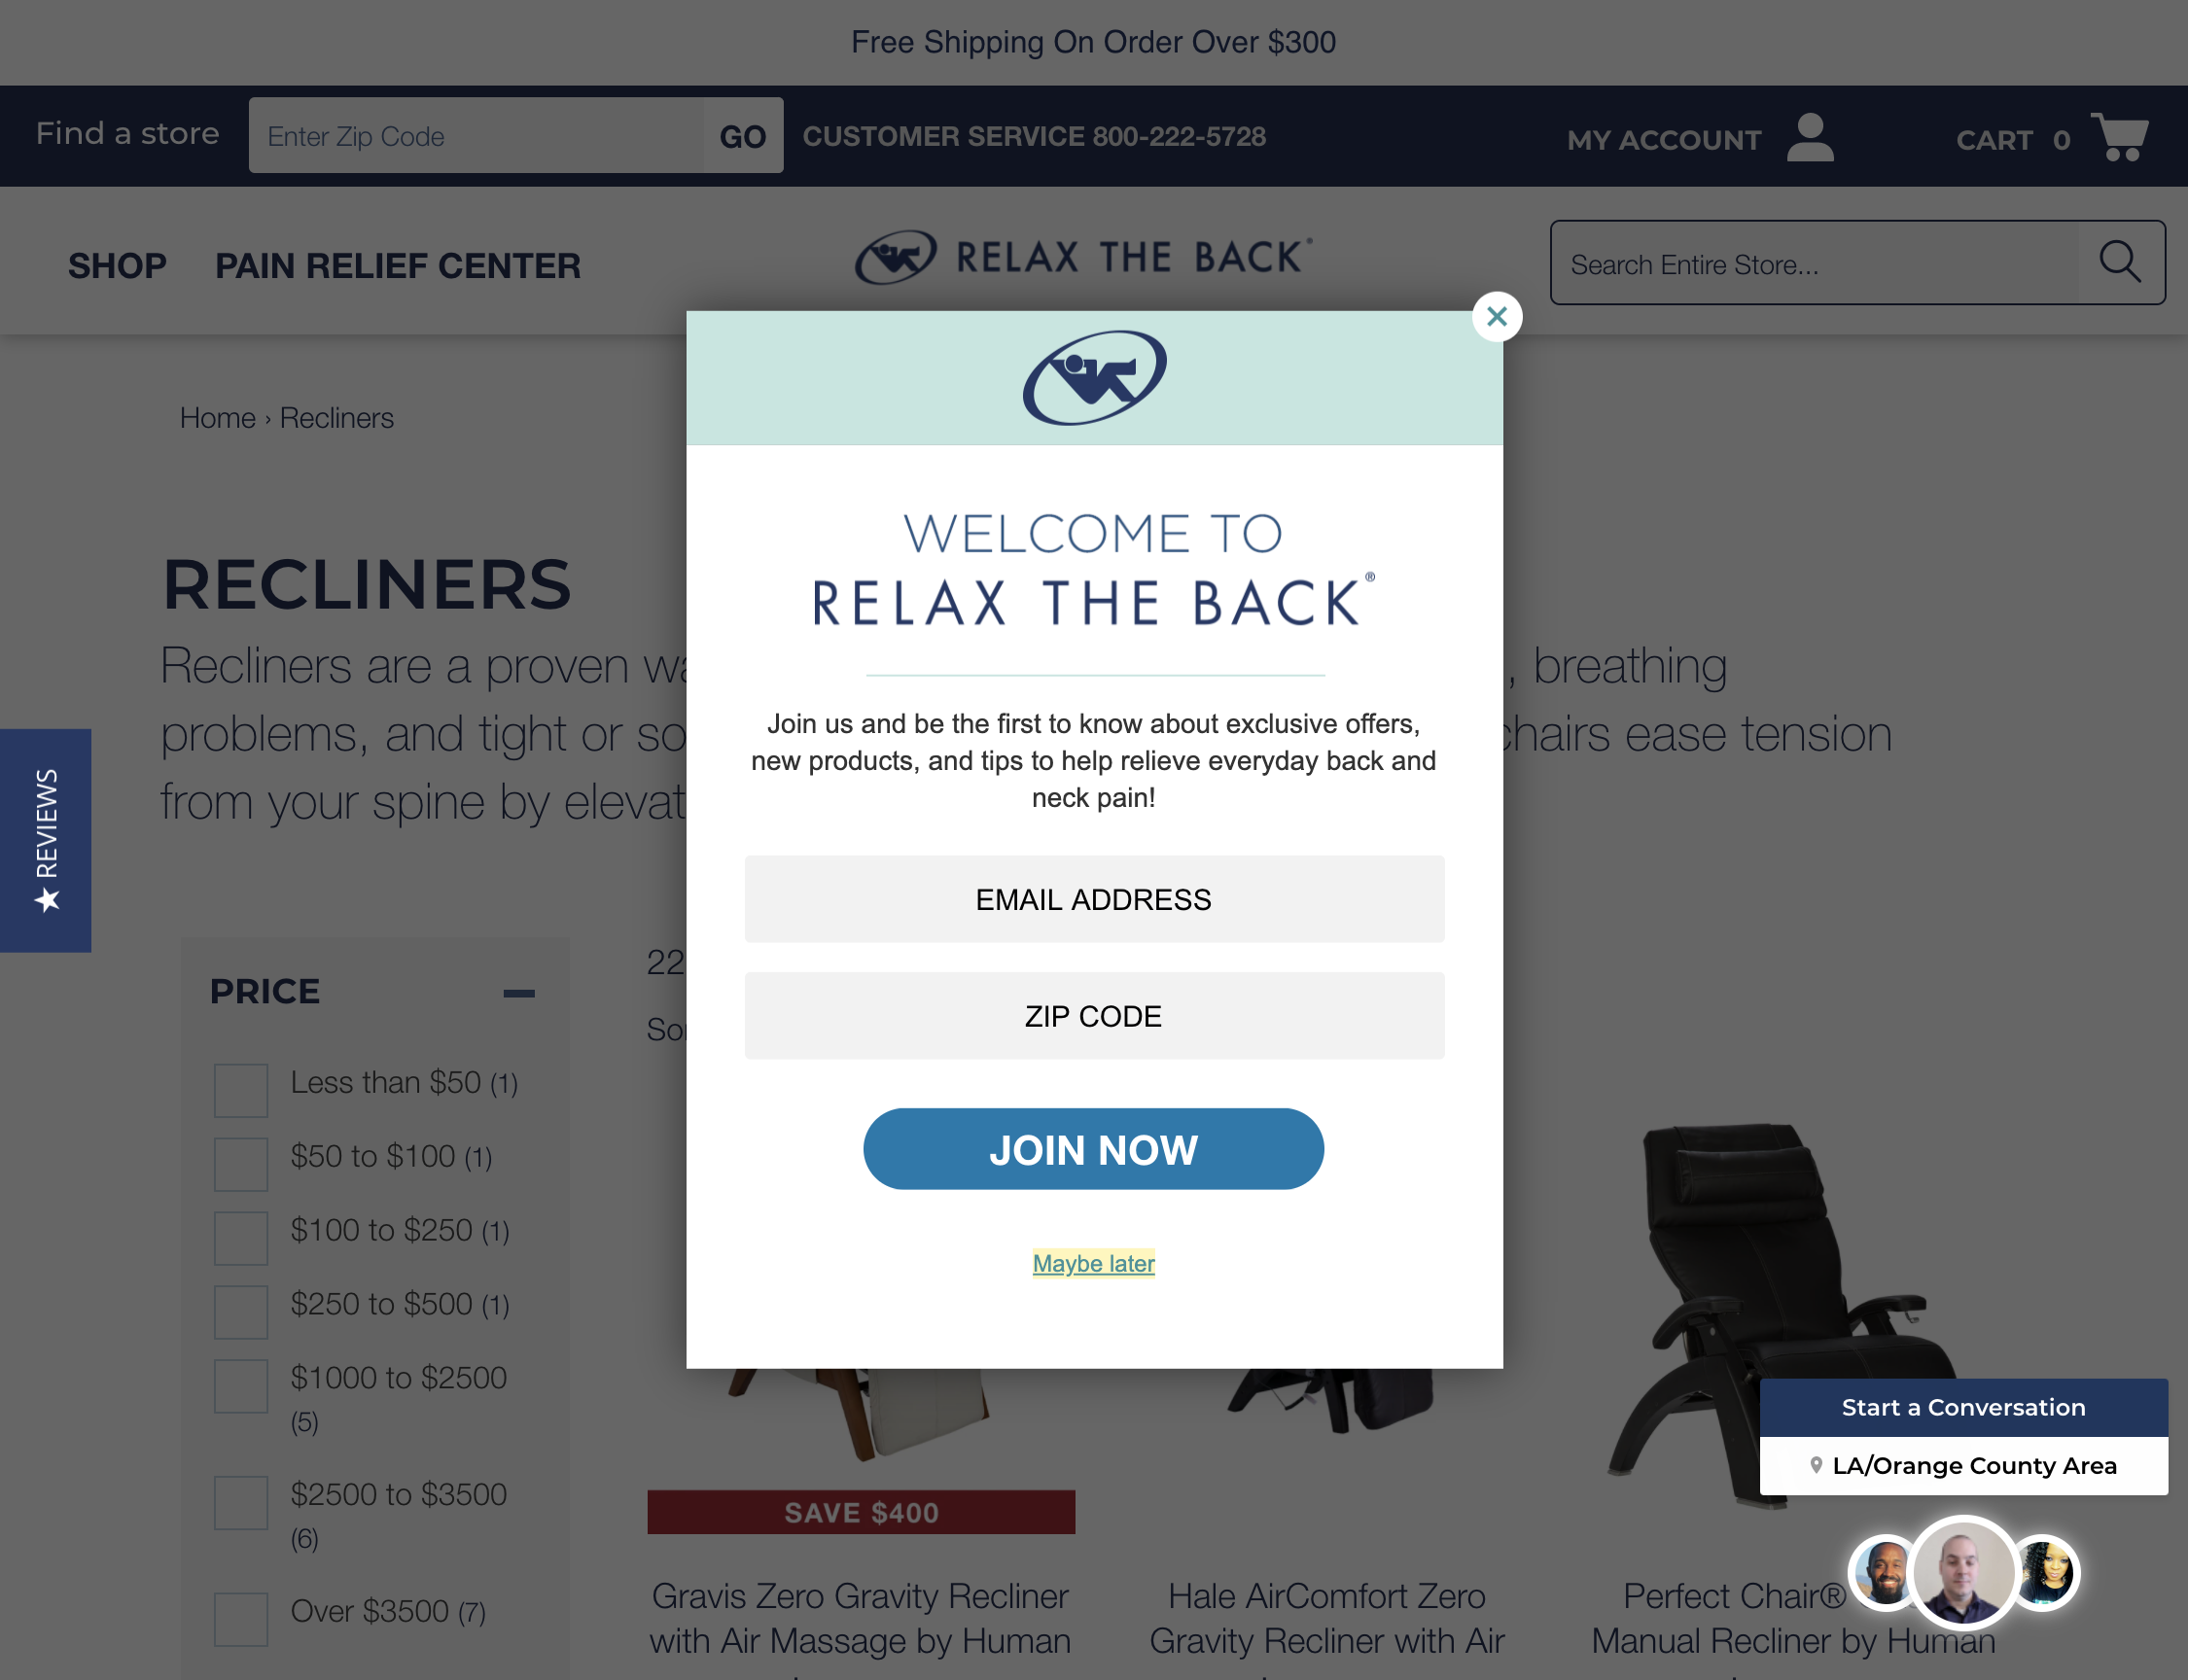 Free Shipping On Order Over $300
Find a store
Enter Zip Code
GO
CUSTOMER SERVICE 800-222-5728
MY ACCOUNT
CART 0
SHOP
PAIN RELIEF CENTER
RELAX THE BACK®
Search Entire Store...
Home › Recliners
WELCOME TO
RELAX THE BACK®
Join us and be the first to know about exclusive offers,
new products, and tips to help relieve everyday back and
neck pain!
EMAIL ADDRESS
ZIP CODE
JOIN NOW
Maybe later
RECLINERS
Recliners are a proven , breathing
problems, and tight or chairs ease tension
from your spine by
REVIEWS
PRICE
Less than $50 (1)
$50 to $100 (1)
$100 to $250 (1)
$250 to $500 (1)
$1000 to $2500
(5)
$2500 to $3500
(6)
Over $3500 (7)
22
SAVE $400
Gravis Zero Gravity Recliner
with Air Massage by Human
Hale AirComfort Zero
Gravity Recliner with Air
Perfect Chair®
Manual Recliner by Human
Start a Conversation
LA/Orange County Area